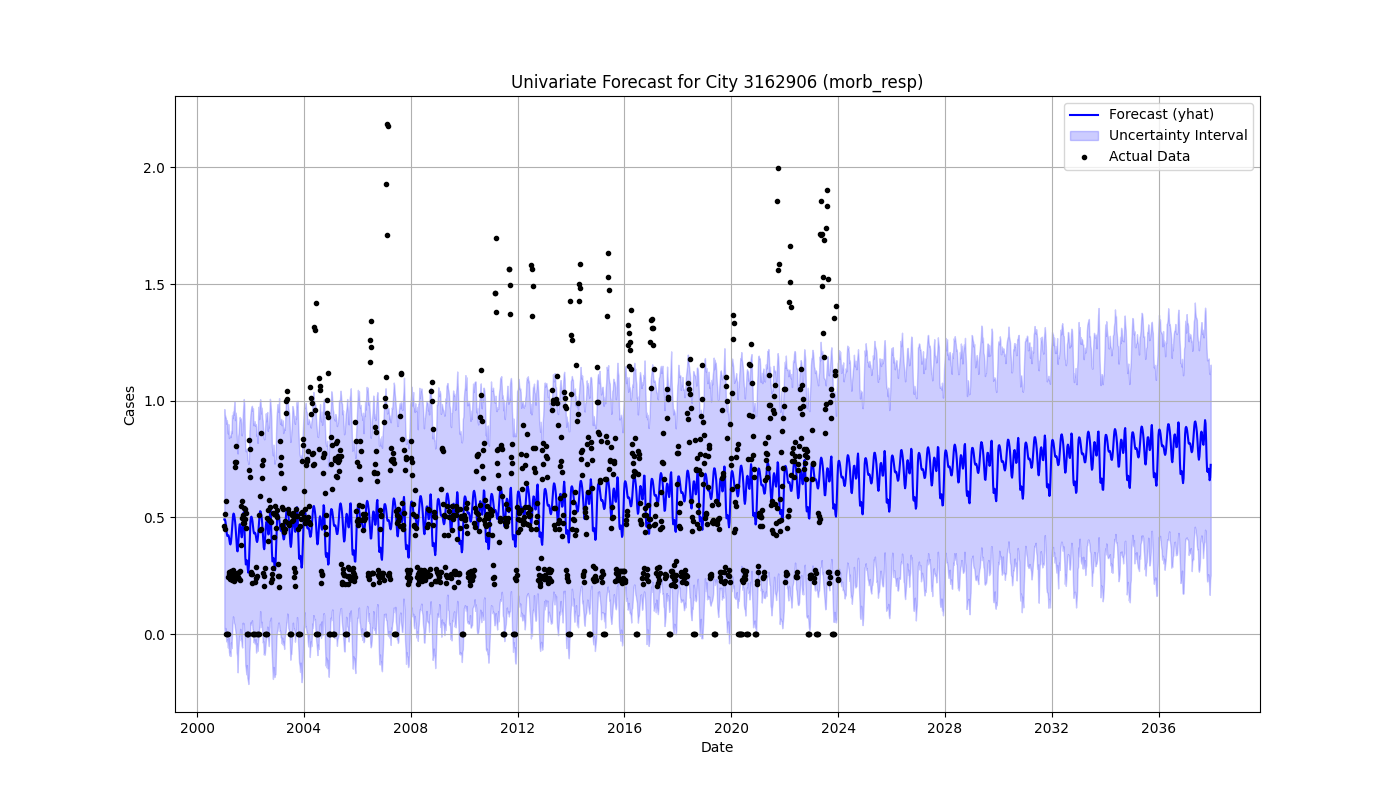 Univariate Forecast for City 3162906 (morb_resp)
Forecast (yhat)
Uncertainty Interval
Actual Data
Cases
2.0
1.5
1.0
0.5
0.0
2000 2004 2008 2012 2016 2020 2024 2028 2032 2036
Date